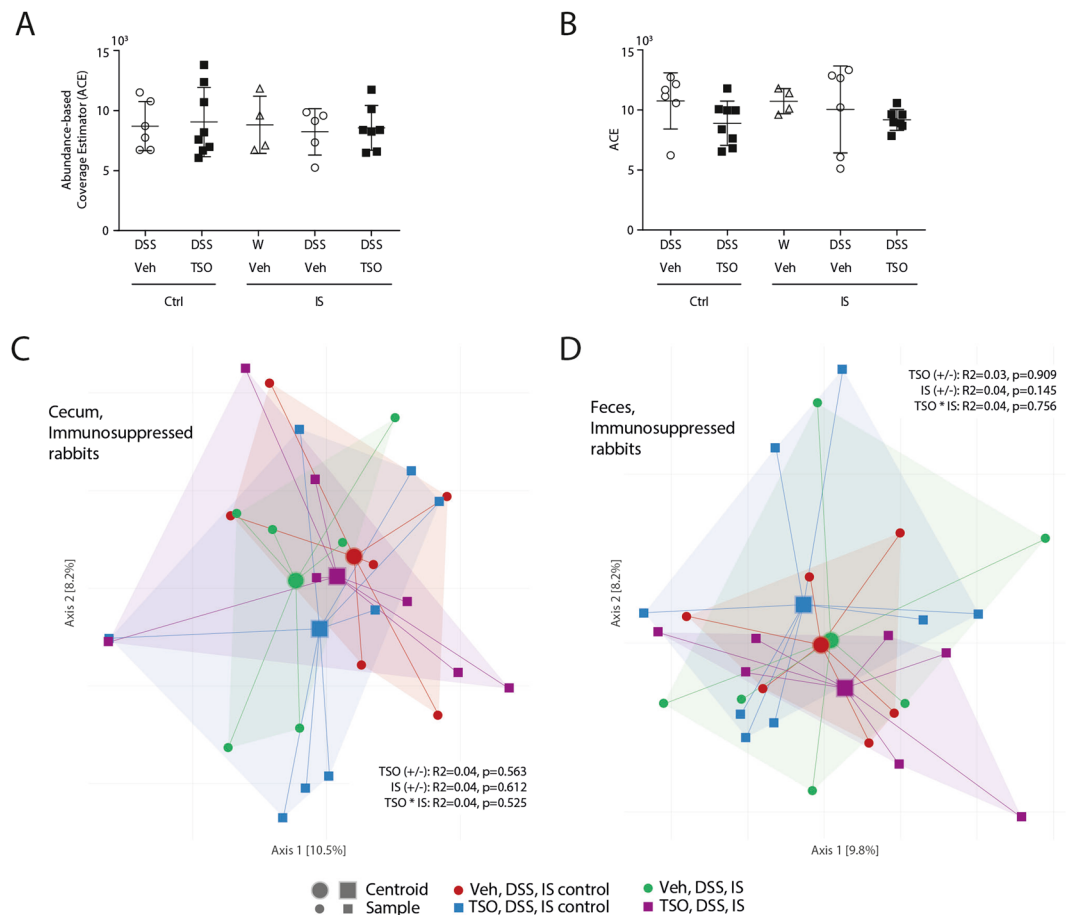 A
10³
15
10
5
0
Abundance-based
Coverage Estimator (ACE)
DSS DSS W DSS DSS
Veh TSO Veh Veh TSO
Ctrl IS
B
10³
15
10
5
0
ACE
DSS DSS W DSS DSS
Veh TSO Veh Veh TSO
Ctrl IS
C
Cecum,
Immunosuppressed
rabbits
Axis 2 [8.2%]
TSO (+/-): R2=0.04, p=0.563
IS (+/-): R2=0.04, p=0.612
TSO * IS: R2=0.04, p=0.525
Axis 1 [10.5%]
D
Feces,
Immunosuppressed
rabbits
TSO (+/-): R2=0.03, p=0.909
IS (+/-): R2=0.04, p=0.145
TSO * IS: R2=0.04, p=0.756
Axis 2 [8.2%]
Axis 1 [9.8%]
Centroid
Sample
Veh, DSS, IS control
TSO, DSS, IS control
Veh, DSS, IS
TSO, DSS, IS